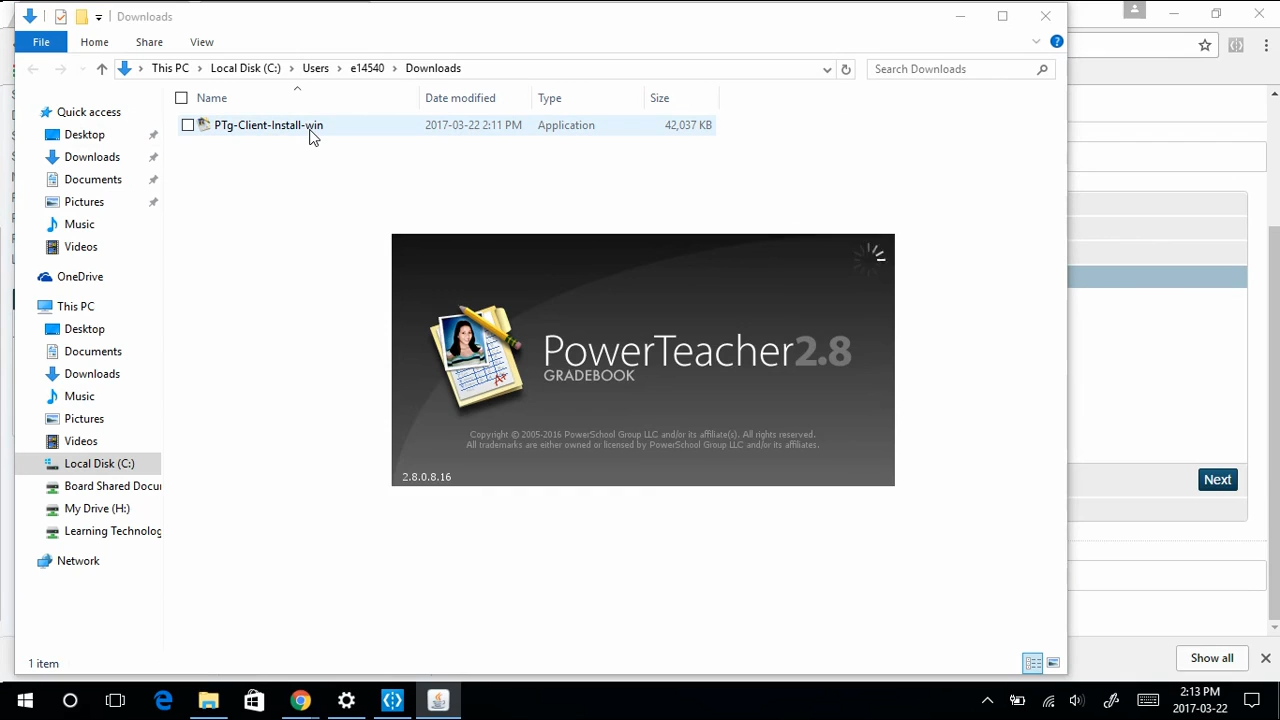 Downloads
File Home Share View
This PC Local Disk (C:) Users e14540 Downloads Search Downloads
Name Date modified Type Size
PTg-Client-Install-win 2017-03-22 2:11 PM Application 42,037 KB
Quick access
Desktop
Downloads
Documents
Pictures
Music
Videos
OneDrive
This PC
Desktop
Documents
Downloads
Music
Pictures
Videos
Local Disk (C:)
Board Shared Docu
My Drive (H:)
Learning Technolog
Network
PowerTeacher2.8
GRADEBOOK
Copyright © 2005-2016 PowerSchool Group LLC and/or its affiliate(s). All rights reserved.
All trademarks are either owned or licensed by PowerSchool Group LLC and/or its affiliates.
2.8.0.8.16
Next
1 item
Show all
2:13 PM
2017-03-22